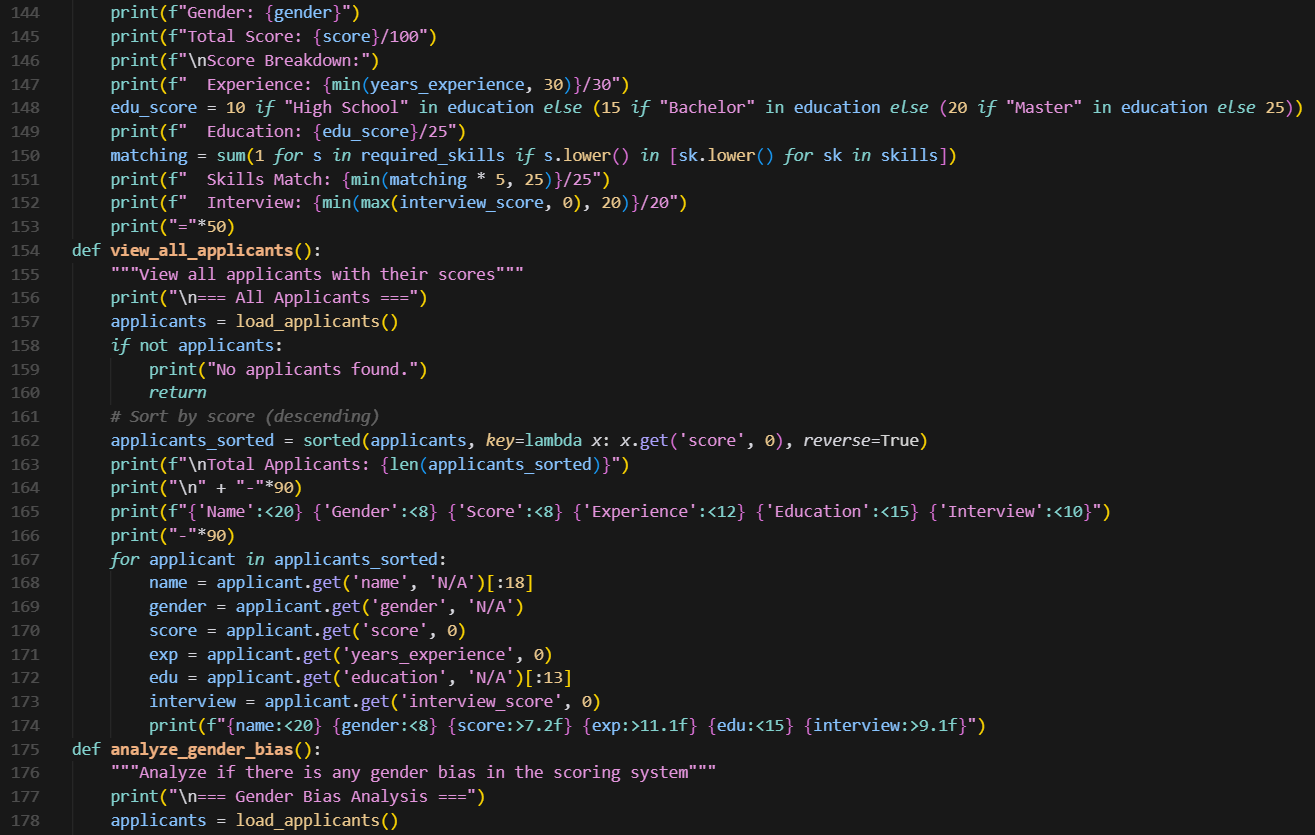 144 print(f"Gender: {gender}")
145 print(f"Total Score: {score}/100")
146 print(f"\nScore Breakdown:")
147 print(f"  Experience: {min(years_experience, 30)}/30")
148 edu_score = 10 if "High School" in education else (15 if "Bachelor" in education else (20 if "Master" in education else 25))
149 print(f"  Education: {edu_score}/25")
150 matching = sum(1 for s in required_skills if s.lower() in [sk.lower() for sk in skills])
151 print(f"  Skills Match: {min(matching * 5, 25)}/25")
152 print(f"  Interview: {min(max(interview_score, 0), 20)}/20")
153 print("="*50)
154 def view_all_applicants():
155 """View all applicants with their scores"""
156 print("\n=== All Applicants ===")
157 applicants = load_applicants()
158 if not applicants:
159 print("No applicants found.")
160 return
161 # Sort by score (descending)
162 applicants_sorted = sorted(applicants, key=lambda x: x.get('score', 0), reverse=True)
163 print(f"\nTotal Applicants: {len(applicants_sorted)}")
164 print("\n" + "-"*90)
165 print(f"{'Name':<20} {'Gender':<8} {'Score':<8} {'Experience':<12} {'Education':<15} {'Interview':<10}")
166 print("-"*90)
167 for applicant in applicants_sorted:
168 name = applicant.get('name', 'N/A')[:18]
169 gender = applicant.get('gender', 'N/A')
170 score = applicant.get('score', 0)
171 exp = applicant.get('years_experience', 0)
172 edu = applicant.get('education', 'N/A')[:13]
173 interview = applicant.get('interview_score', 0)
174 print(f"{name:<20} {gender:<8} {score:>7.2f} {exp:>11.1f} {edu:<15} {interview:>9.1f}")
175 def analyze_gender_bias():
176 """Analyze if there is any gender bias in the scoring system"""
177 print("\n=== Gender Bias Analysis ===")
178 applicants = load_applicants()